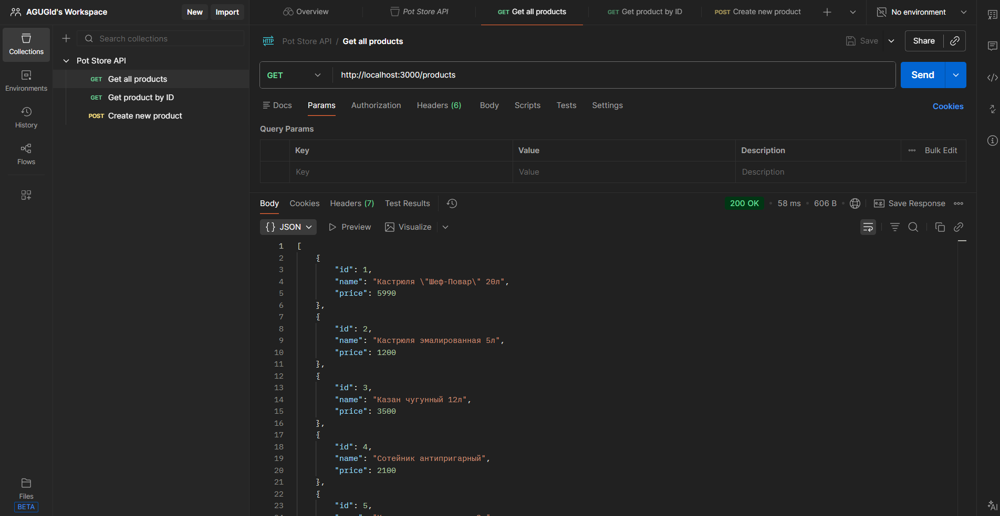 AGUGId's Workspace
New
Import
Overview
Pot Store API
GET Get all products
GET Get product by ID
POST Create new product
No environment
Collections
Environments
History
Flows
Files
BETA
Search collections
Pot Store API
GET Get all products
GET Get product by ID
POST Create new product
HTTP Pot Store API / Get all products
Save
Share
GET
http://localhost:3000/products
Send
Docs
Params
Authorization
Headers (6)
Body
Scripts
Tests
Settings
Cookies
Query Params
Key
Value
Description
Bulk Edit
Key
Value
Description
Body
Cookies
Headers (7)
Test Results
200 OK
58 ms
606 B
e.g. Save Response
{} JSON
Preview
Visualize
1 [
2 {
3 "id": 1,
4 "name": "Кастрюля \"Шеф-Повар\" 20л",
5 "price": 5990
6 },
7 {
8 "id": 2,
9 "name": "Кастрюля эмалированная 5л",
10 "price": 1200
11 },
12 {
13 "id": 3,
14 "name": "Казан чугунный 12л",
15 "price": 3500
16 },
17 {
18 "id": 4,
19 "name": "Сотейник антипригарный",
20 "price": 2100
21 },
22 {
23 "id": 5,
AI